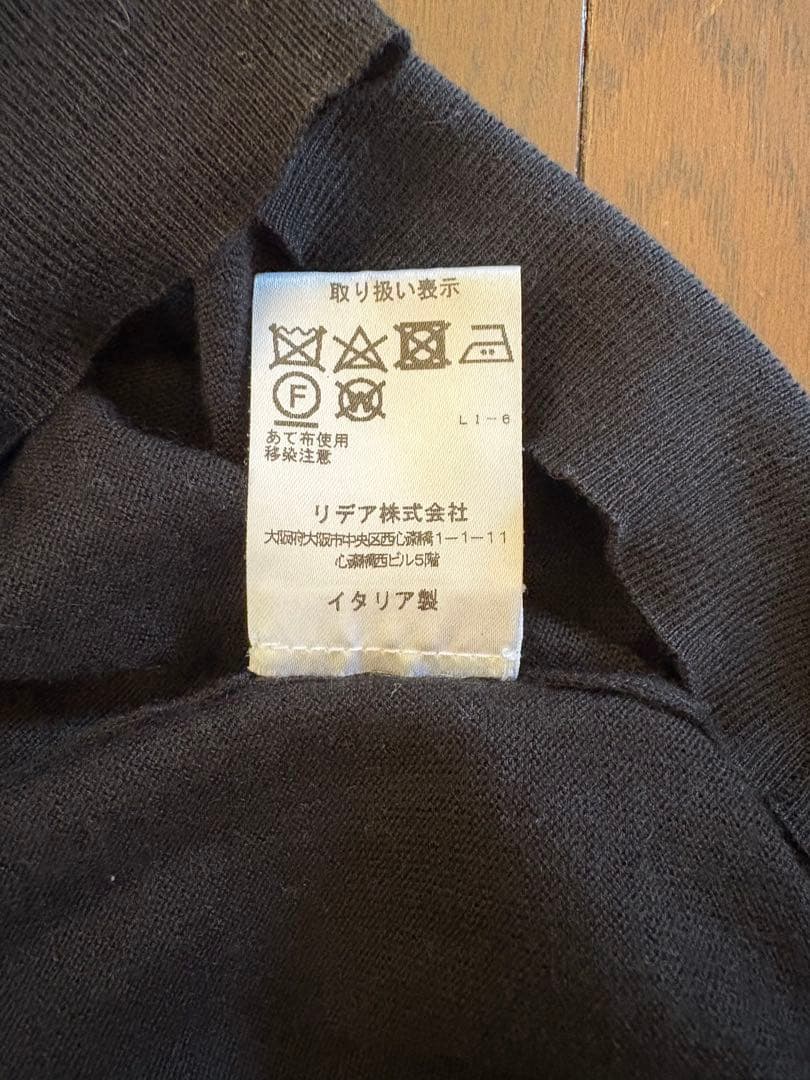 取り扱い表示
F W
L1-6
あて布使用
移染注意
リデア株式会社
大阪府大阪市中央区西心斎橋1-1-11
心斎橋西ビル5階
イタリア製